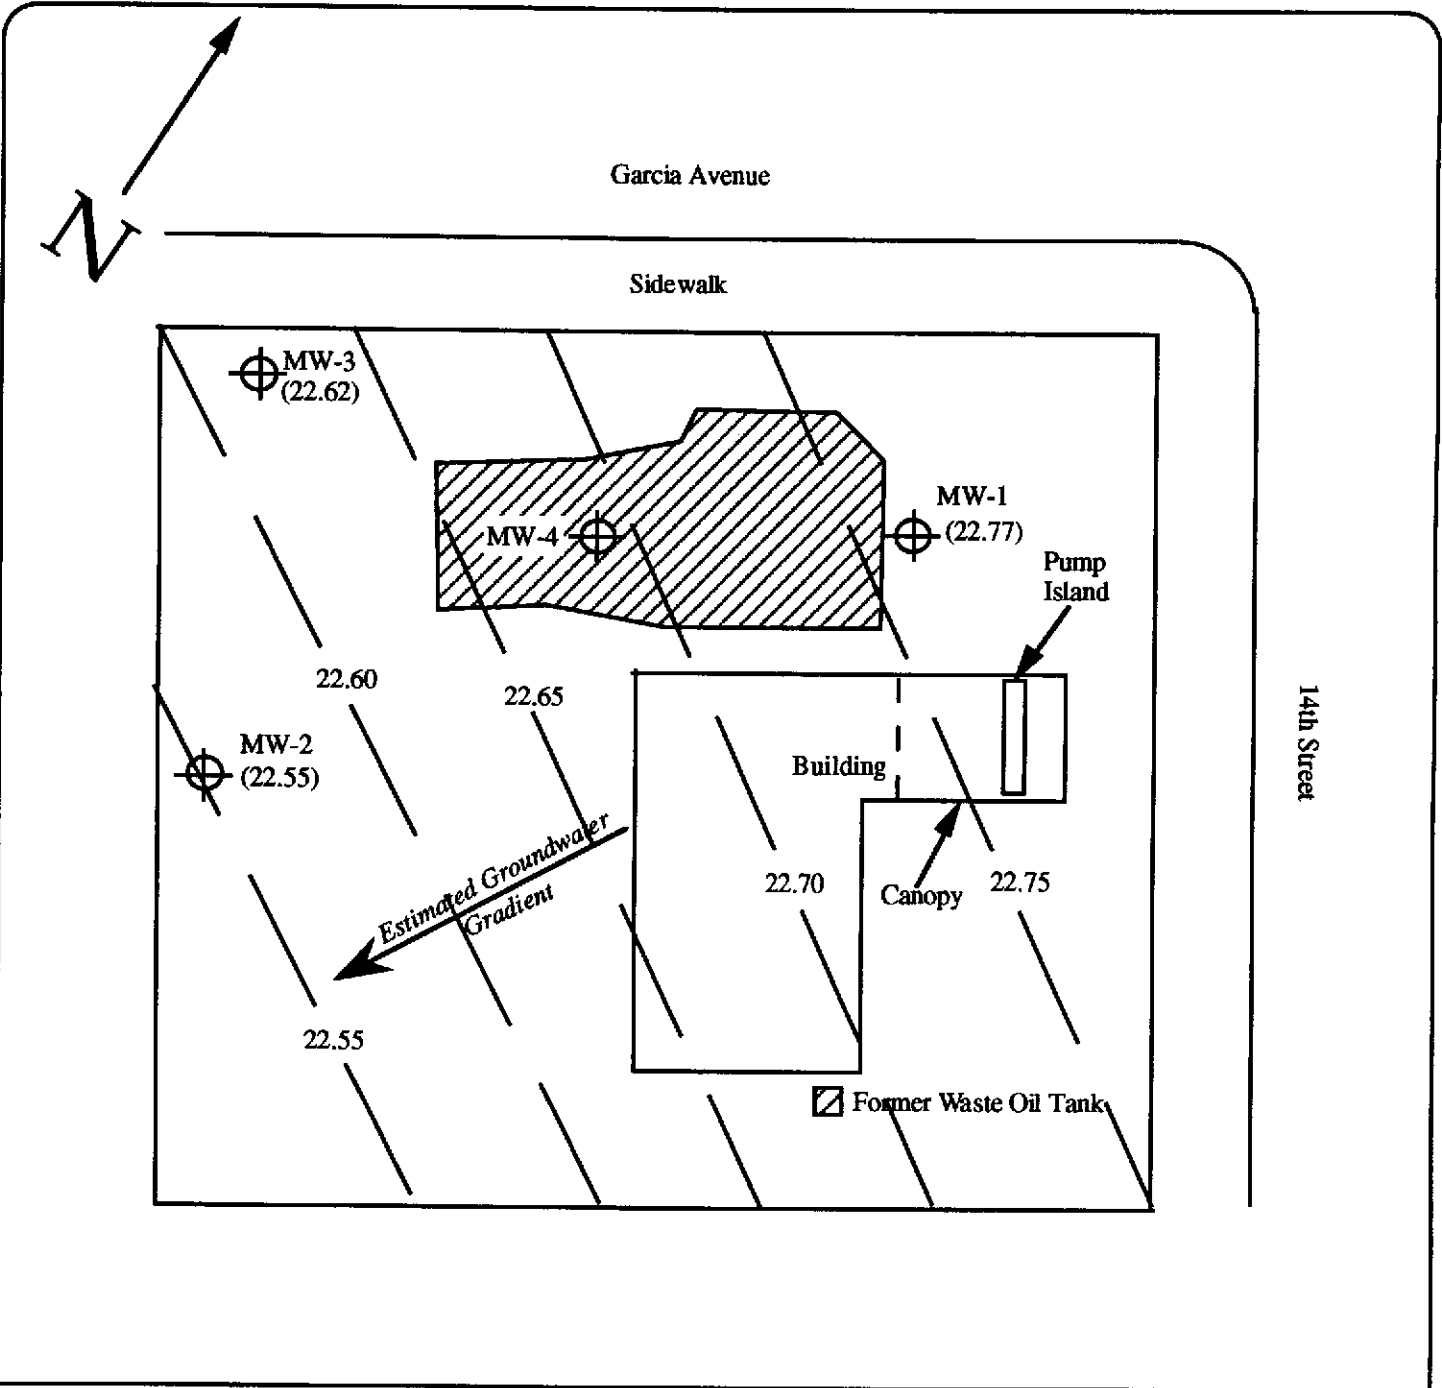 N
Garcia Avenue
Sidewalk
MW-3
(22.62)
MW-1
(22.77)
MW-4
Pump
Island
22.60
22.65
14th Street
MW-2
(22.55)
Building
Estimated Groundwater
Gradient
22.70
Canopy
22.75
22.55
Former Waste Oil Tank